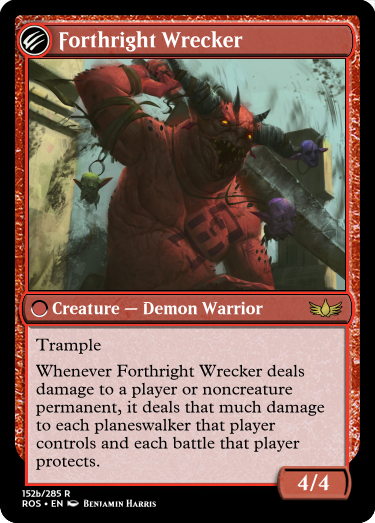 Forthright Wrecker
Creature — Demon Warrior
Trample
Whenever Forthright Wrecker deals
damage to a player or noncreature
permanent, it deals that much damage
to each planeswalker that player
controls and each battle that player
protects.
4/4
152b/285 R
ROS • EN Benjamin Harris